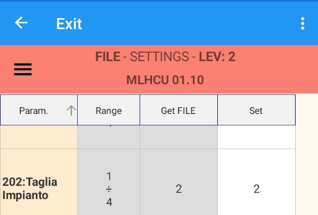 Exit
FILE - SETTINGS - LEV: 2
MLHCU 01.10
Param. Range Get FILE Set
202:Taglia Impianto 1 ÷ 4 2 2